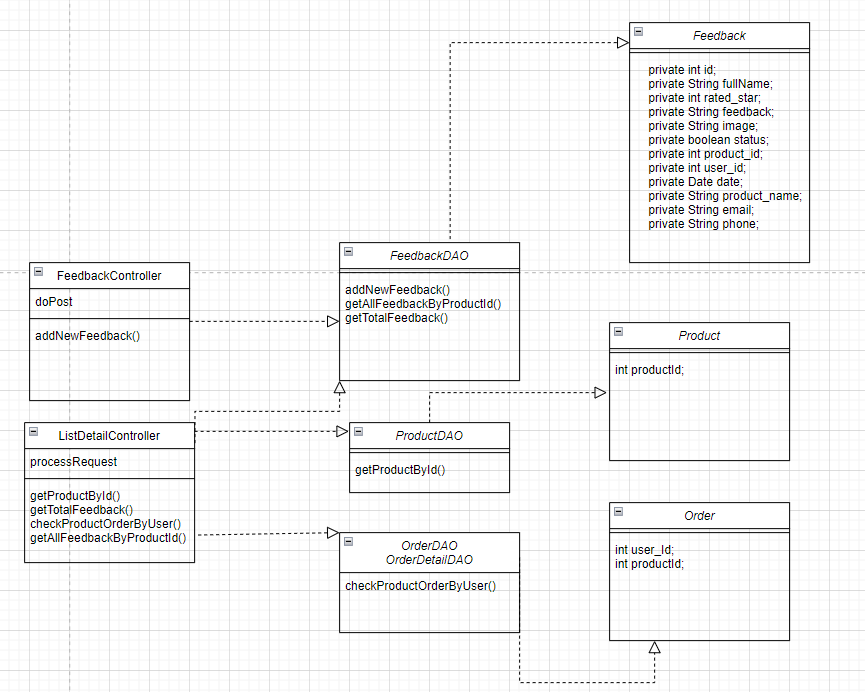 Feedback
private int id;
private String fullName;
private int rated_star;
private String feedback;
private String image;
private boolean status;
private int product_id;
private int user_id;
private Date date;
private String product_name;
private String email;
private String phone;
FeedbackDAO
addNewFeedback()
getAllFeedbackByProductId()
getTotalFeedback()
FeedbackController
doPost
addNewFeedback()
Product
int productId;
ListDetailController
processRequest
getProductById()
getTotalFeedback()
checkProductOrderByUser()
getAllFeedbackByProductId()
ProductDAO
getProductById()
OrderDAO
OrderDetailDAO
checkProductOrderByUser()
Order
int user_Id;
int productId;